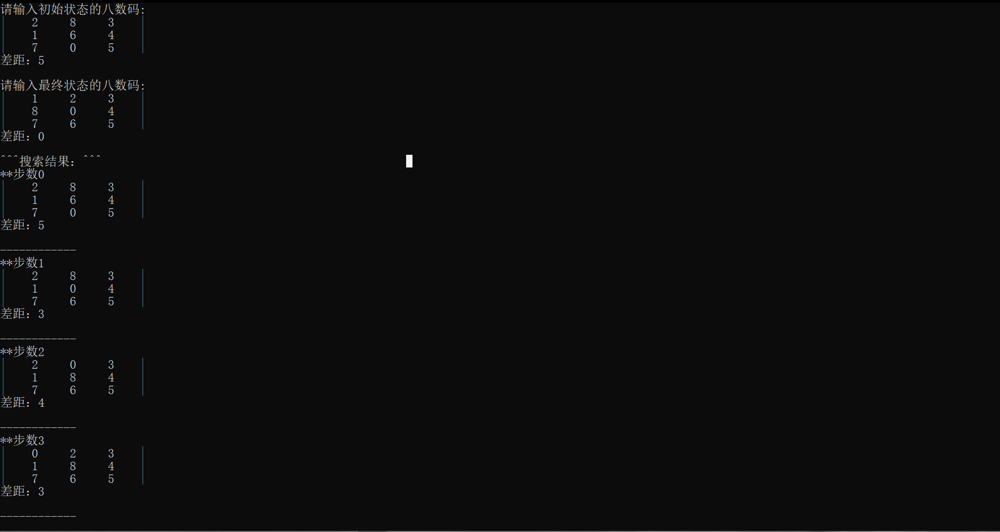 请输入初始状态的八数码:
| 2 8 3 |
| 1 6 4 |
| 7 0 5 |
差距: 5
请输入最终状态的八数码:
| 1 2 3 |
| 8 0 4 |
| 7 6 5 |
差距: 0
^^^搜索结果: ^^^
**步数0
| 2 8 3 |
| 1 6 4 |
| 7 0 5 |
差距: 5
------------
**步数1
| 2 8 3 |
| 1 0 4 |
| 7 6 5 |
差距: 3
------------
**步数2
| 2 0 3 |
| 1 8 4 |
| 7 6 5 |
差距: 4
------------
**步数3
| 0 2 3 |
| 1 8 4 |
| 7 6 5 |
差距: 3
------------